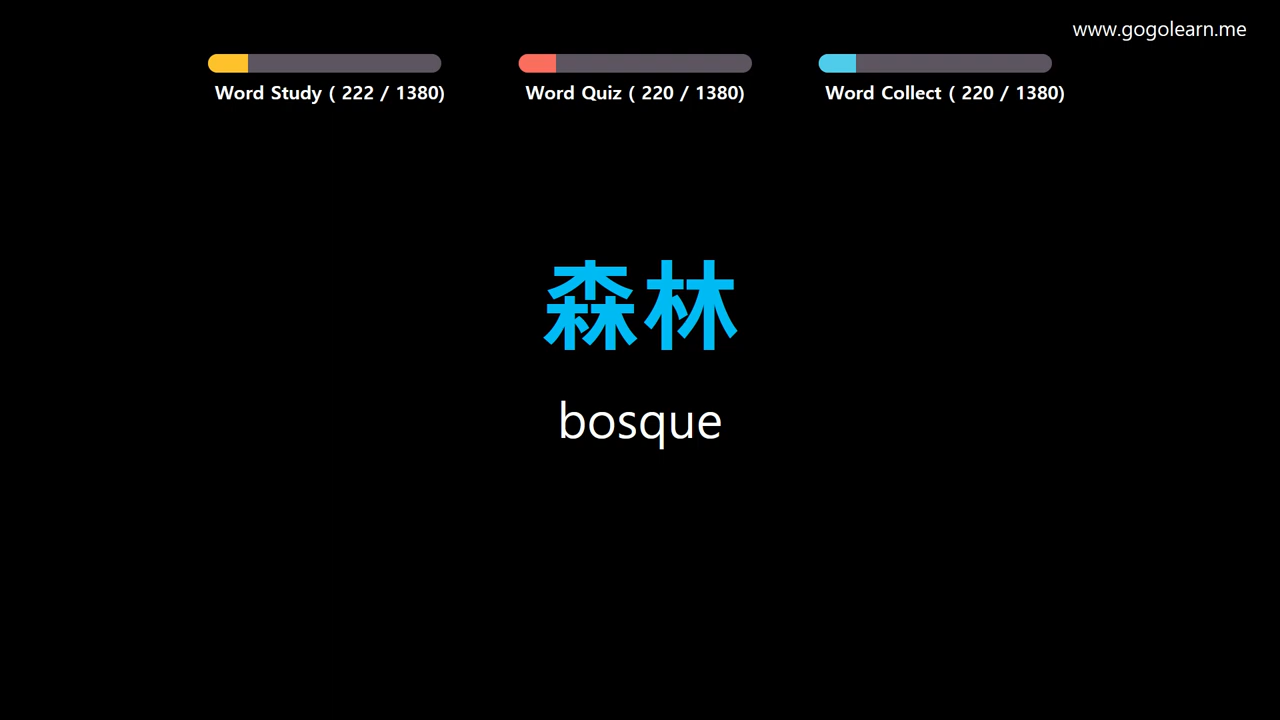 www.gogolearn.me
Word Study ( 222 / 1380)
Word Quiz ( 220 / 1380)
Word Collect ( 220 / 1380)
森林
bosque